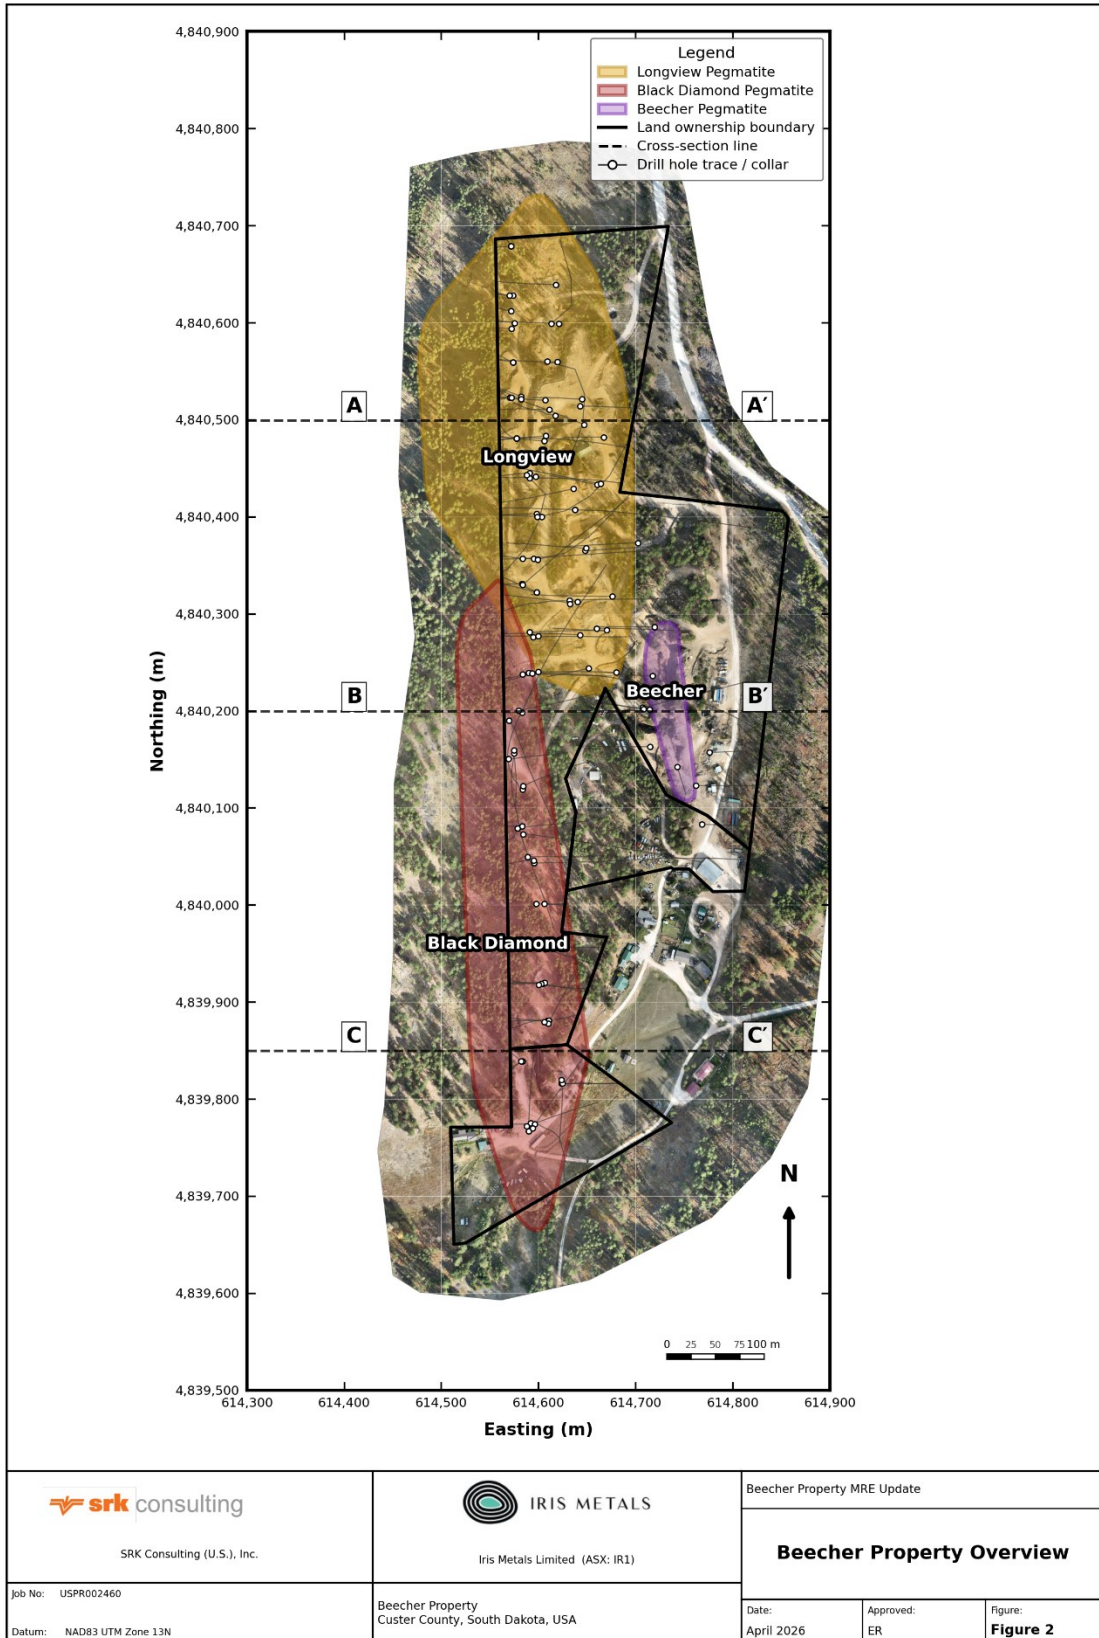 4,840,900
4,840,800
4,840,700
4,840,600
4,840,500
4,840,400
4,840,300
4,840,200
4,840,100
4,840,000
4,839,900
4,839,800
4,839,700
4,839,600
4,839,500
Northing (m)
Legend
Longview Pegmatite
Black Diamond Pegmatite
Beecher Pegmatite
Land ownership boundary
Cross-section line
Drill hole trace / collar
A A′
Longview
B Beecher B′
Black Diamond
C C′
N
0 25 50 75 100 m
614,300 614,400 614,500 614,600 614,700 614,800 614,900
Easting (m)
srk consulting
SRK Consulting (U.S.), Inc.
Job No: USPR002460
Datum: NAD83 UTM Zone 13N
IRIS METALS
Iris Metals Limited (ASX: IR1)
Beecher Property
Custer County, South Dakota, USA
Beecher Property MRE Update
Beecher Property Overview
Date:
April 2026
Approved:
ER
Figure:
Figure 2